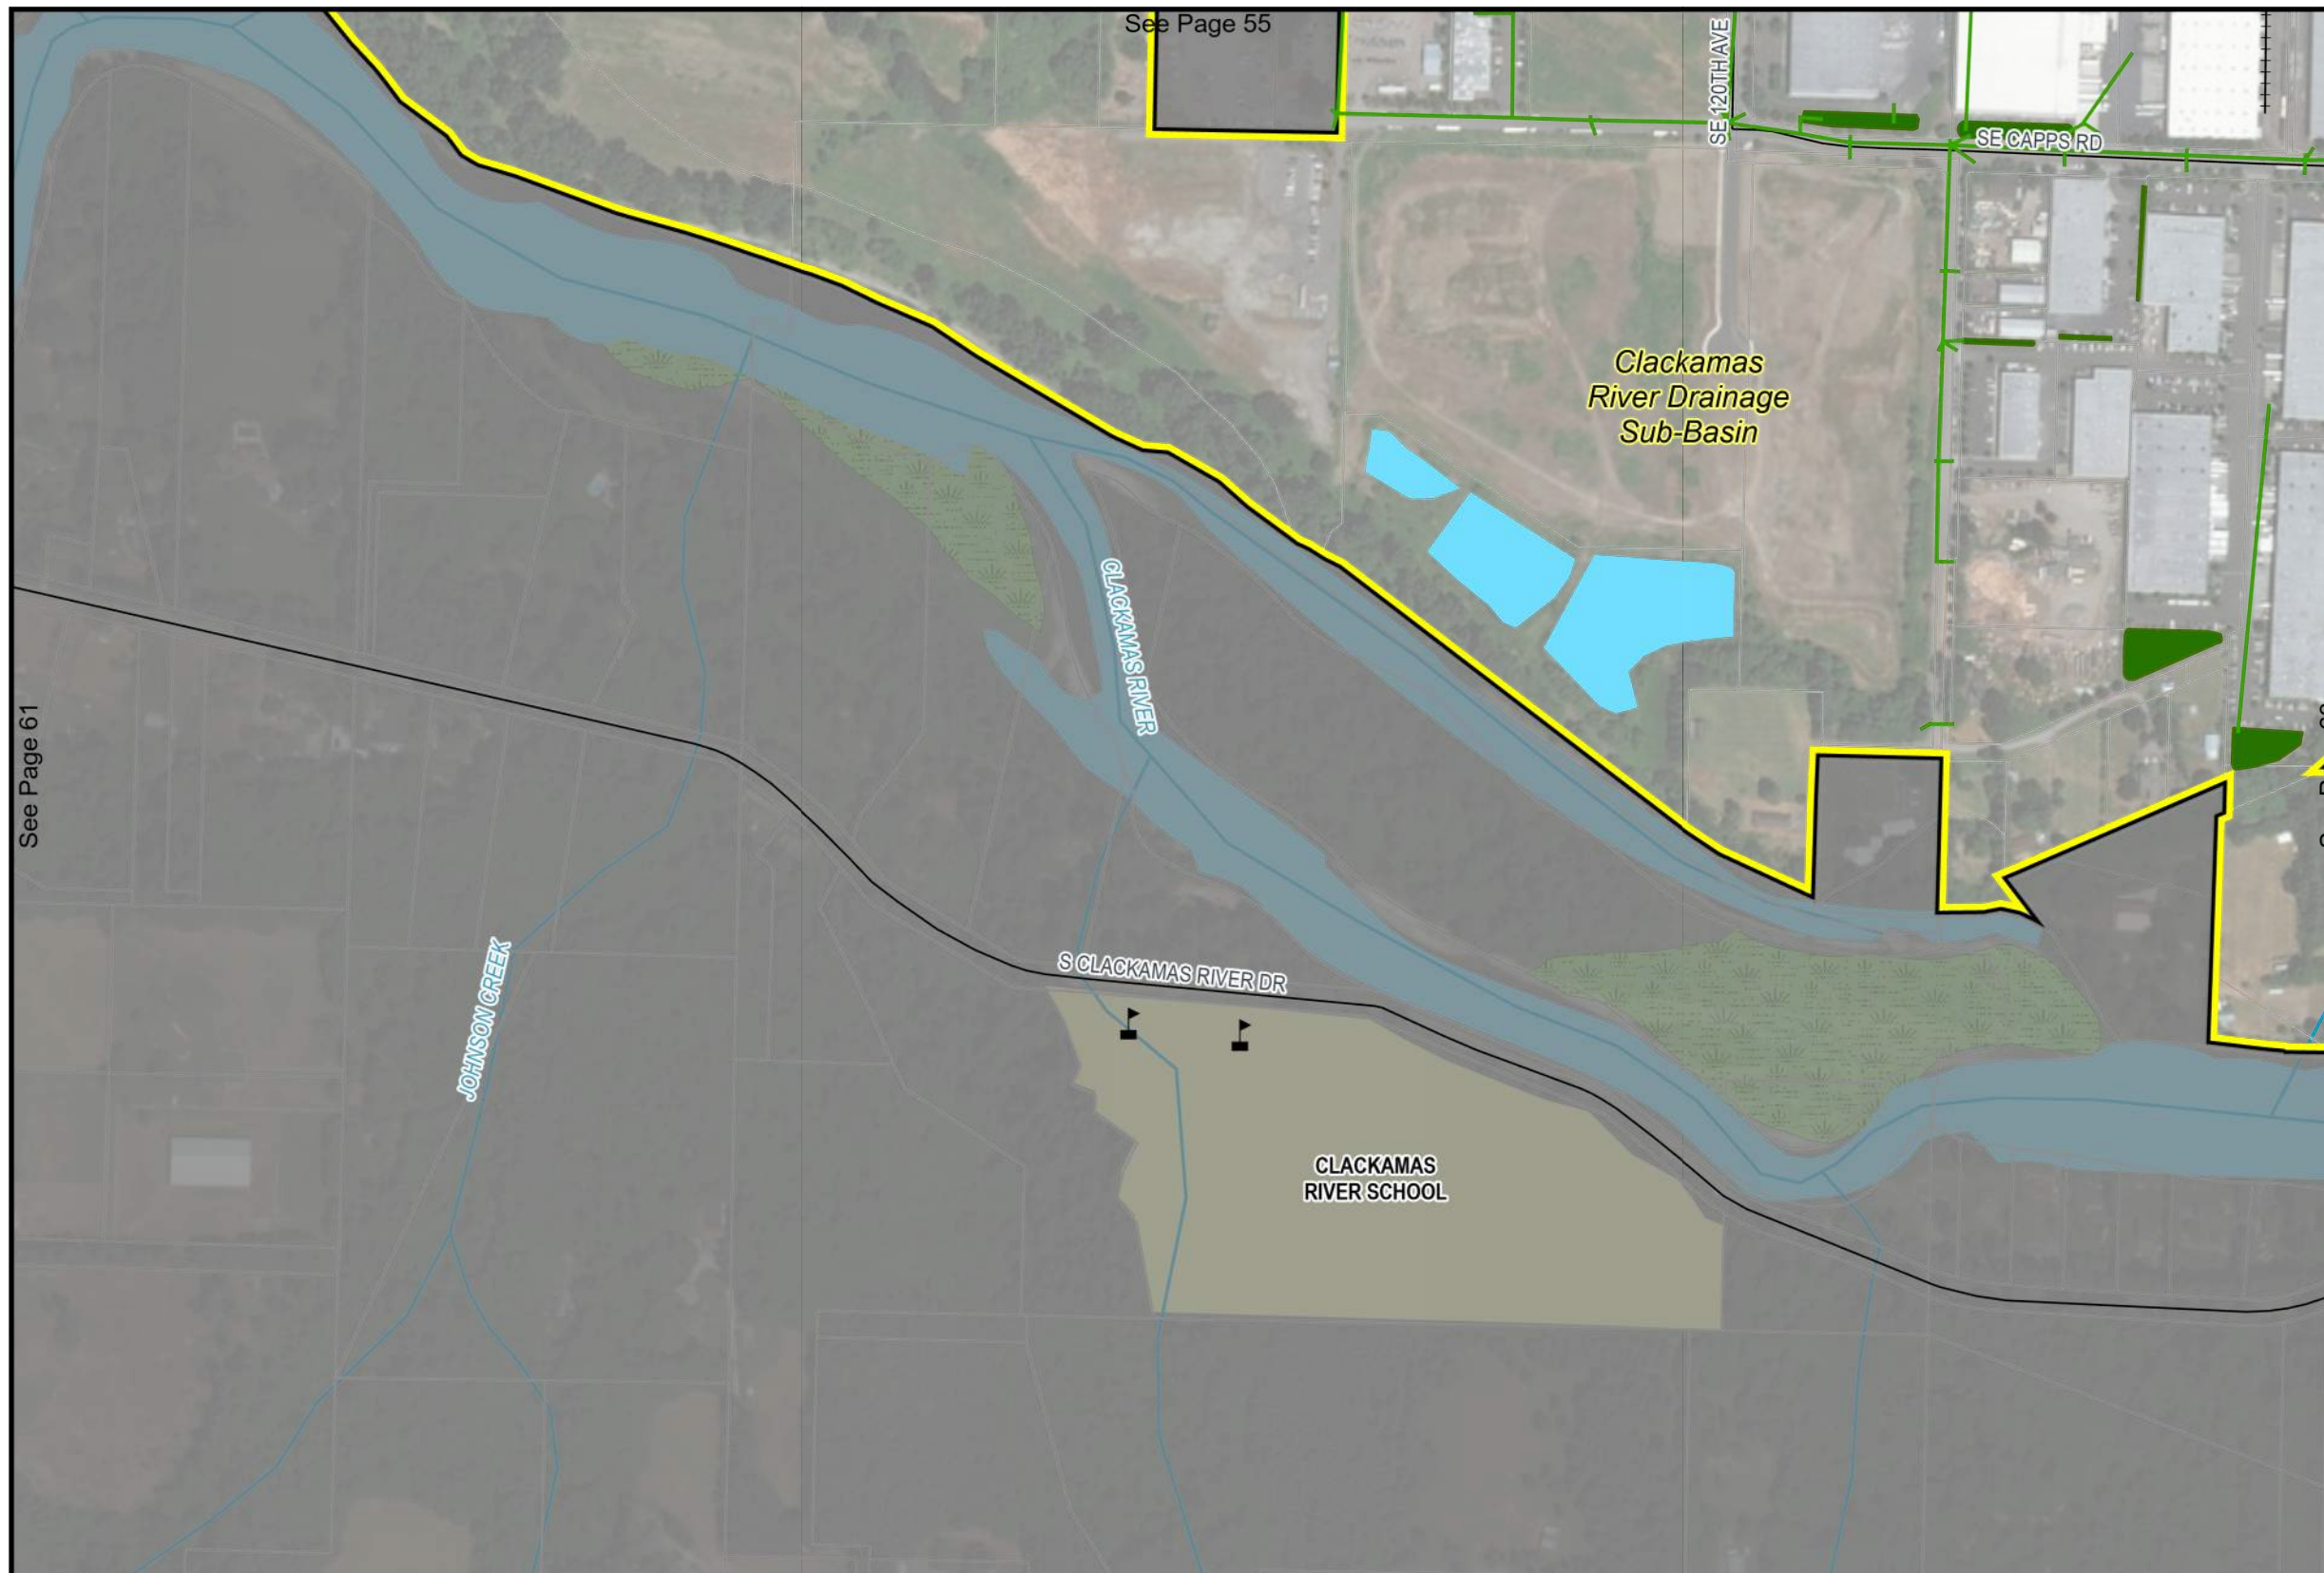 See Page 55
SE 120TH AVE
SE CAPPS RD
Clackamas
River Drainage
Sub-Basin
CLACKAMAS RIVER
See Page 61
S CLACKAMAS RIVER DR
JOHNSON CREEK
CLACKAMAS
RIVER SCHOOL